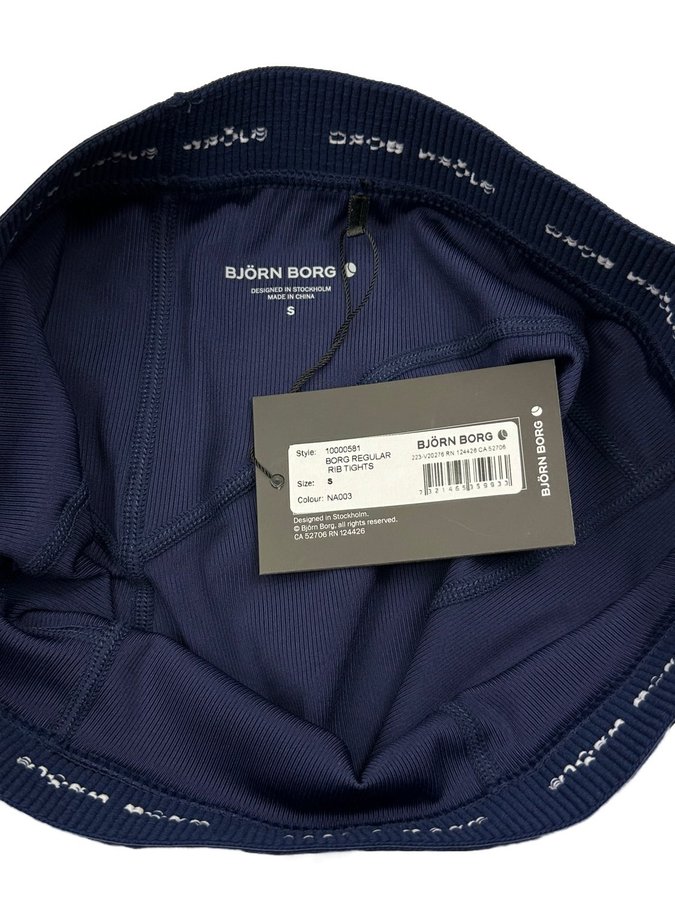 BJÖRN BORG
DESIGNED IN STOCKHOLM
MADE IN CHINA
S
Style: 10000581
BORG REGULAR
RIB TIGHTS
Size: S
Colour: NA003
BJÖRN BORG
223-V20276 RN 124426 CA 52706
7321465359933
Designed in Stockholm.
© Björn Borg, all rights reserved.
CA 52706 RN 124426
BJÖRN BORG